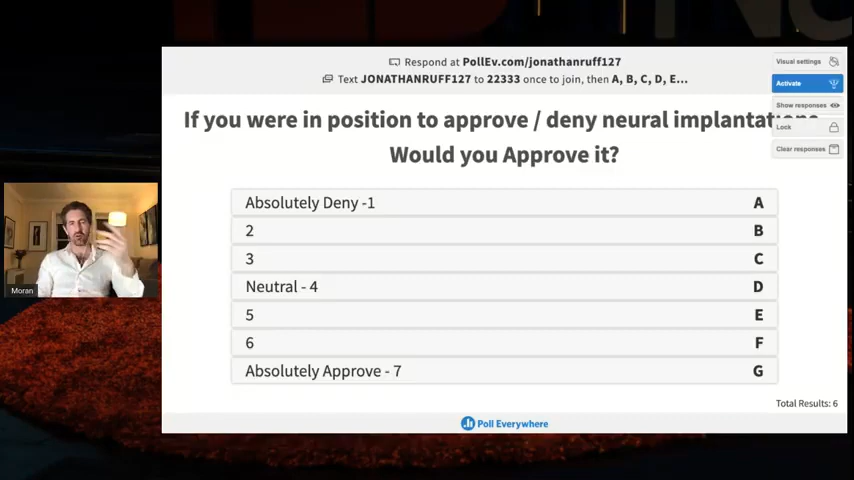 Respond at PollEv.com/jonathanruff127
Text JONATHANRUFF127 to 22333 once to join, then A, B, C, D, E...
If you were in position to approve / deny neural implantations
Would you Approve it?
Absolutely Deny -1 A
2 B
3 C
Neutral - 4 D
5 E
6 F
Absolutely Approve - 7 G
Total Results: 6
Poll Everywhere
Visual settings
Activate
Show responses
Lock
Clear responses
Moran